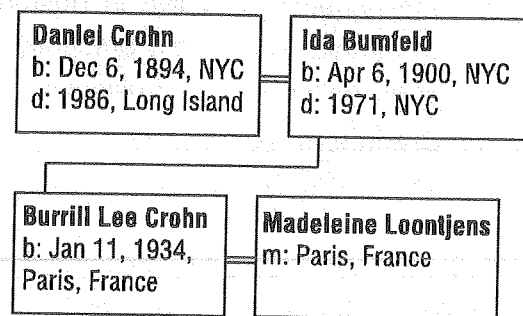 Daniel Crohn
b: Dec 6, 1894, NYC
d: 1986, Long Island
Ida Bumfeld
b: Apr 6, 1900, NYC
d: 1971, NYC
Burrill Lee Crohn
b: Jan 11, 1934,
Paris, France
Madeleine Loontjens
m: Paris, France